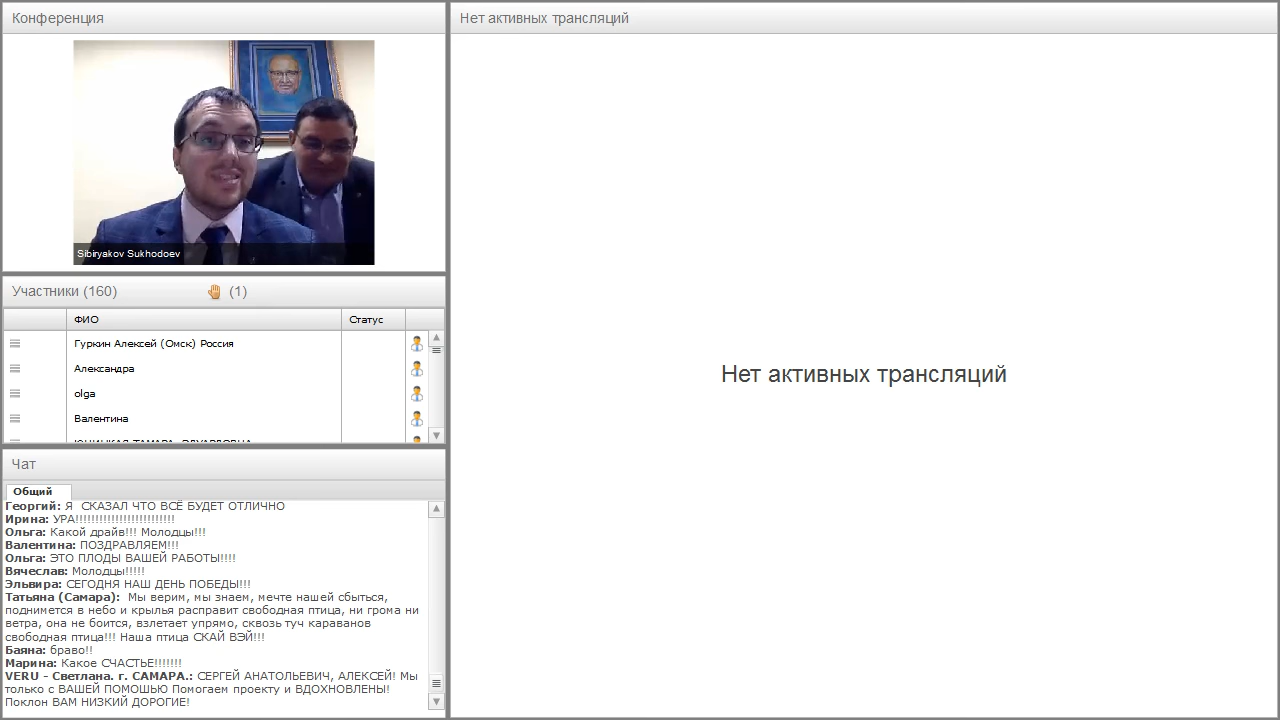 Конференция
Нет активных трансляций
Sibiryakov Sukhodoev
Участники (160) (1)
ФИО Статус
Гуркин Алексей (Омск) Россия
Александра
olga
Валентина
Нет активных трансляций
Чат
Общий
Георгий: Я СКАЗАЛ ЧТО ВСЁ БУДЕТ ОТЛИЧНО
Ирина: УРА!!!!!!!!!!!!!!!!!!!!!!!!!
Ольга: Какой драйв!!! Молодцы!!!
Валентина: ПОЗДРАВЛЯЕМ!!!
Ольга: ЭТО ПЛОДЫ ВАШЕЙ РАБОТЫ!!!!
Вячеслав: Молодцы!!!!!
Эльвира: СЕГОДНЯ НАШ ДЕНЬ ПОБЕДЫ!!!
Татьяна (Самара): Мы верим, мы знаем, мечте нашей сбыться,
поднимется в небо и крылья расправит свободная птица, ни грома ни
ветра, она не боится, взлетает упрямо, сквозь туч караванов
свободная птица!!! Наша птица СКАЙ ВЭЙ!!!
Баяна: браво!!
Марина: Какое СЧАСТЬЕ!!!!!!!
VERU - Светлана. г. САМАРА.: СЕРГЕЙ АНАТОЛЬЕВИЧ, АЛЕКСЕЙ! Мы
только с ВАШЕЙ ПОМОЩЬЮ помогаем проекту и ВДОХНОВЛЕНЫ!
Поклон ВАМ НИЗКИЙ ДОРОГИЕ!